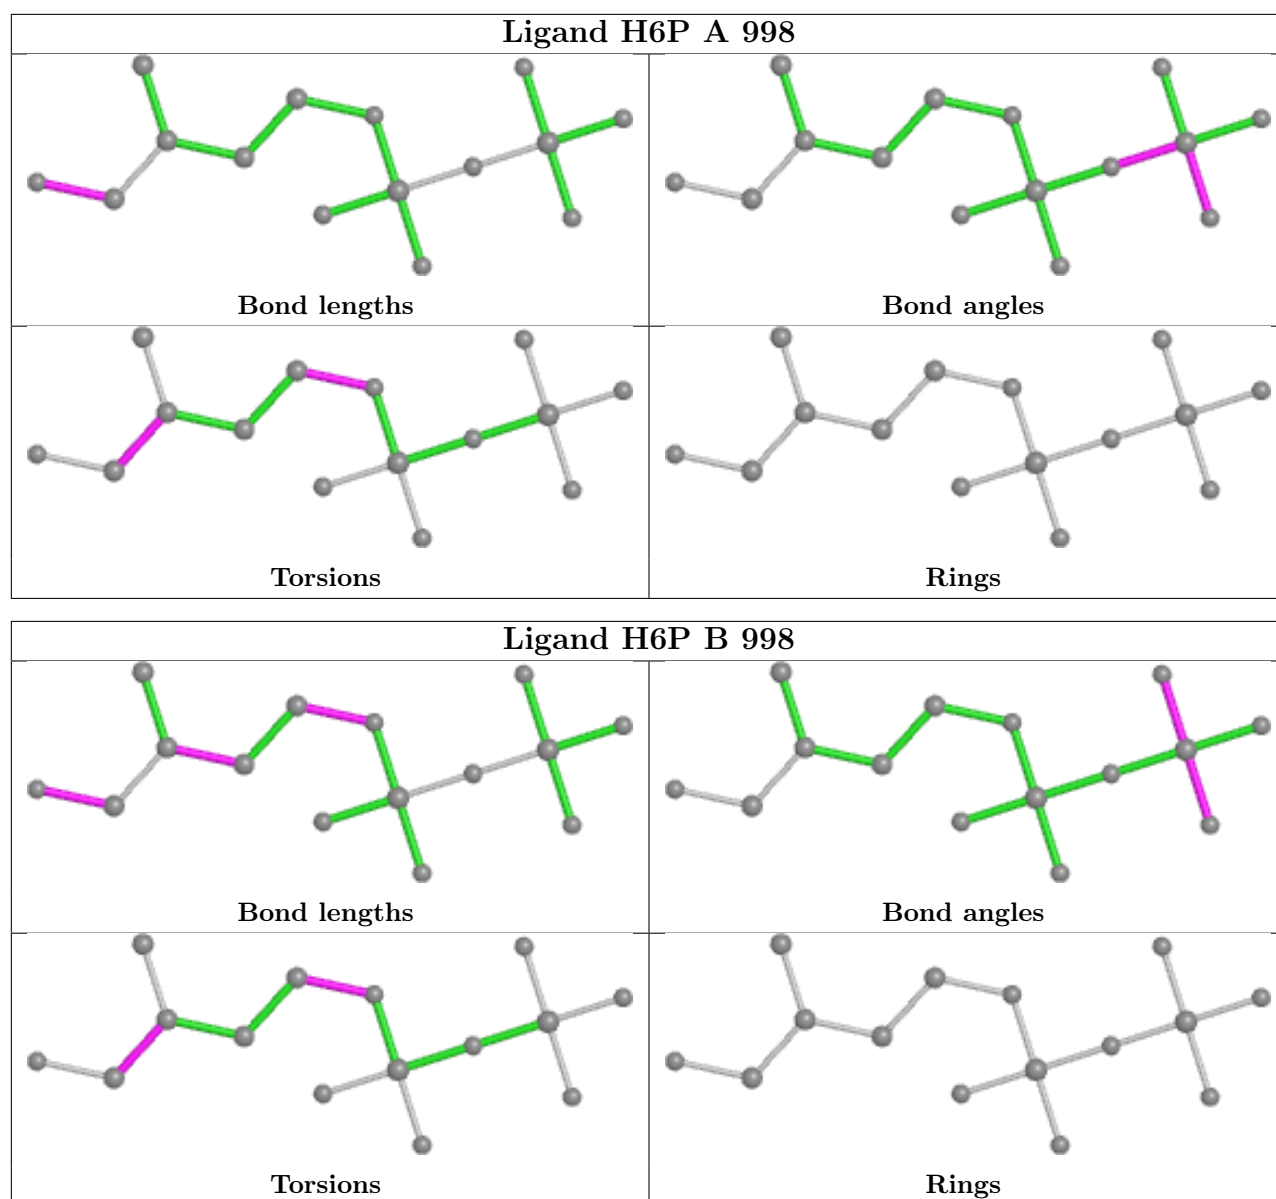 Ligand H6P A 998
Bond lengths
Bond angles
Torsions
Rings
Ligand H6P B 998
Bond lengths
Bond angles
Torsions
Rings